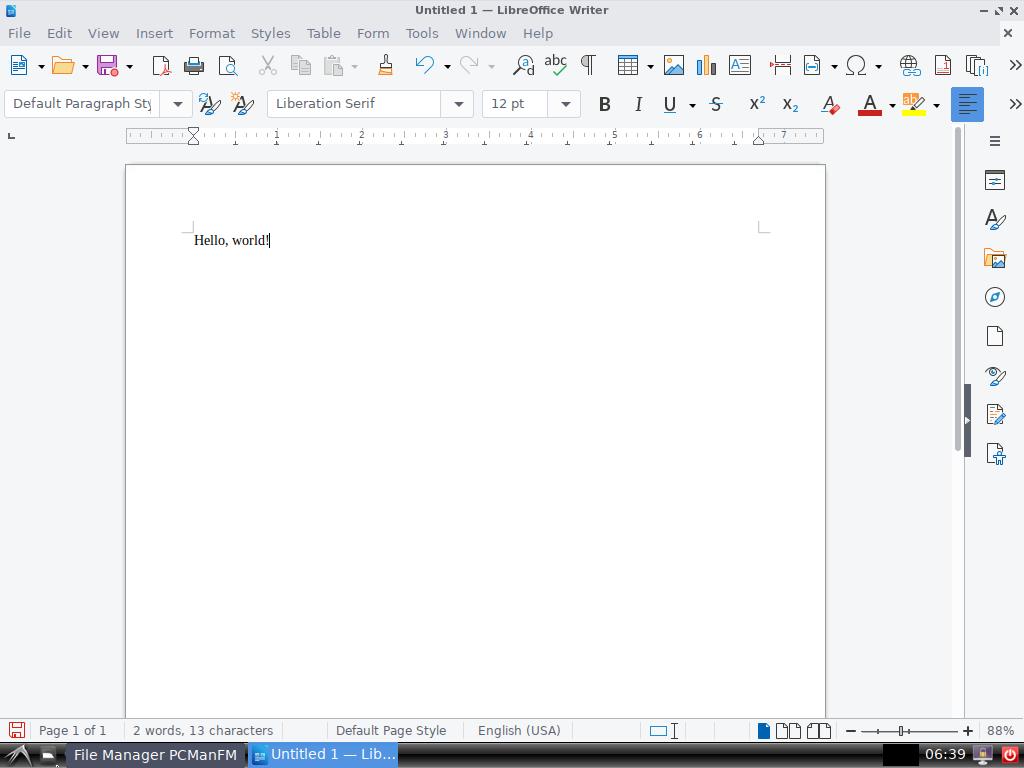 Untitled 1 — LibreOffice Writer
File Edit View Insert Format Styles Table Form Tools Window Help
Default Paragraph Sty Liberation Serif 12 pt
1 2 3 4 5 6 7
Hello, world!
Page 1 of 1 2 words, 13 characters Default Page Style English (USA) 88%
File Manager PCManFM Untitled 1 — Lib... 06:39